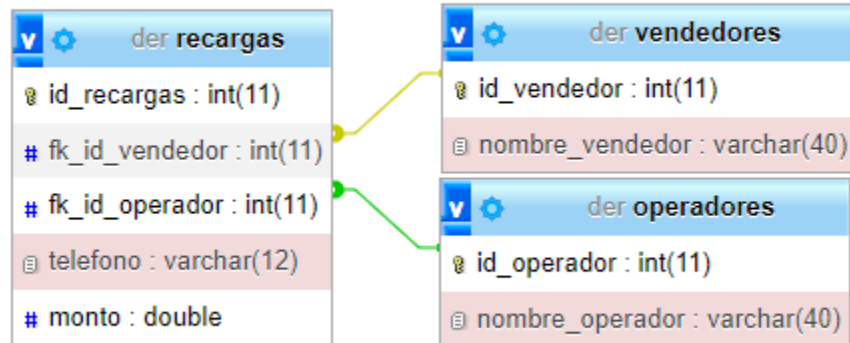 der recargas
id_recargas : int(11)
# fk_id_vendedor : int(11)
# fk_id_operador : int(11)
telefono : varchar(12)
# monto : double
v der vendedores
id_vendedor : int(11)
nombre_vendedor : varchar(40)
v der operadores
id_operador : int(11)
nombre_operador : varchar(40)